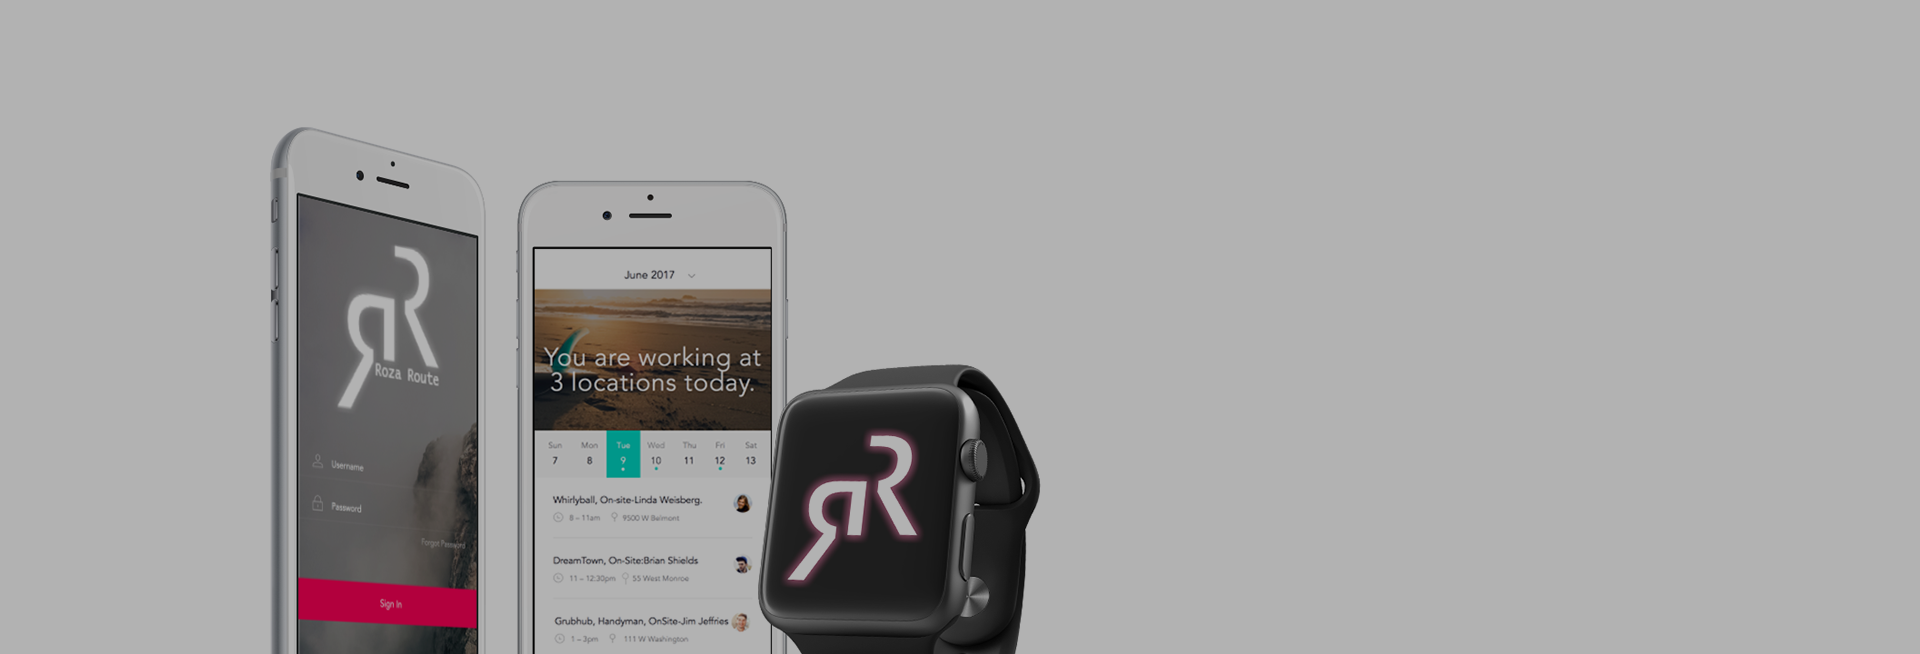 Roza Route
Username
Password
Forgot Password
Sign In
June 2017
You are working at
3 locations today.
Sun Mon Tue Wed Thu Fri Sat
7 8 9 10 11 12 13
Whirlyball, On-site-Linda Weisberg.
8 – 11am 9500 W Belmont
DreamTown, On-Site:Brian Shields
11 – 12:30pm 55 West Monroe
Grubhub, Handyman, OnSite-Jim Jeffries
1 – 3pm 111 W Washington